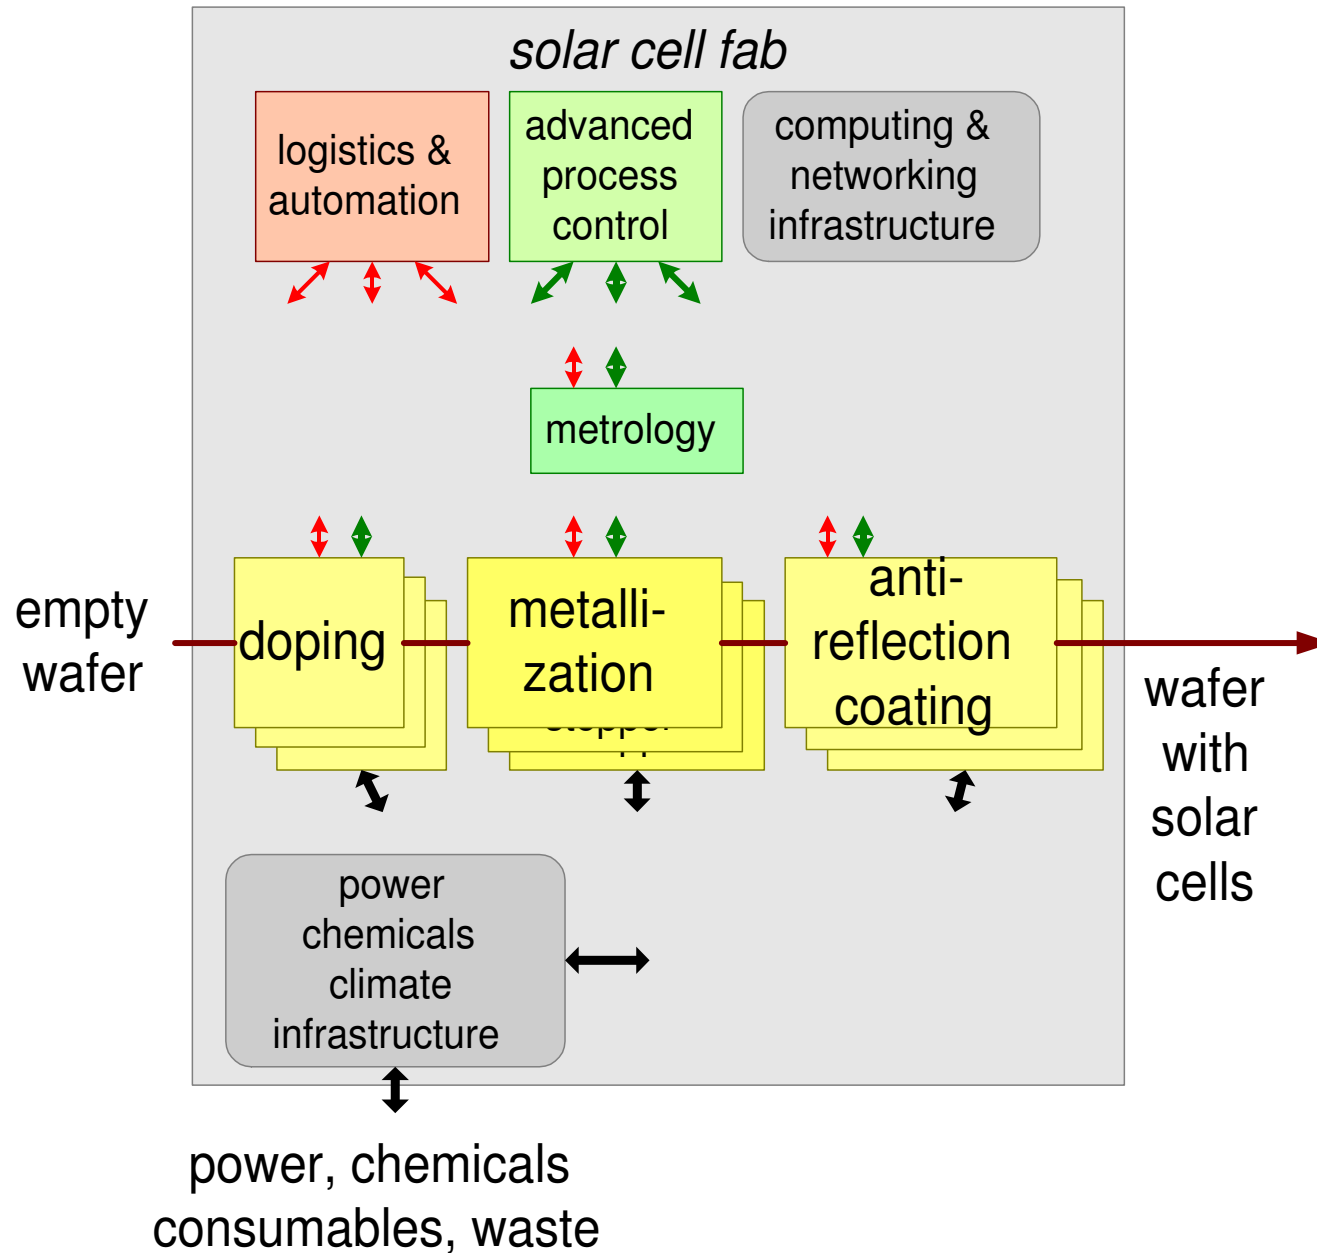 solar cell fab
logistics &
automation
advanced
process
control
computing &
networking
infrastructure
metrology
empty
wafer
doping
metalli-
zation
anti-
reflection
coating
wafer
with
solar
cells
power
chemicals
climate
infrastructure
power, chemicals
consumables, waste